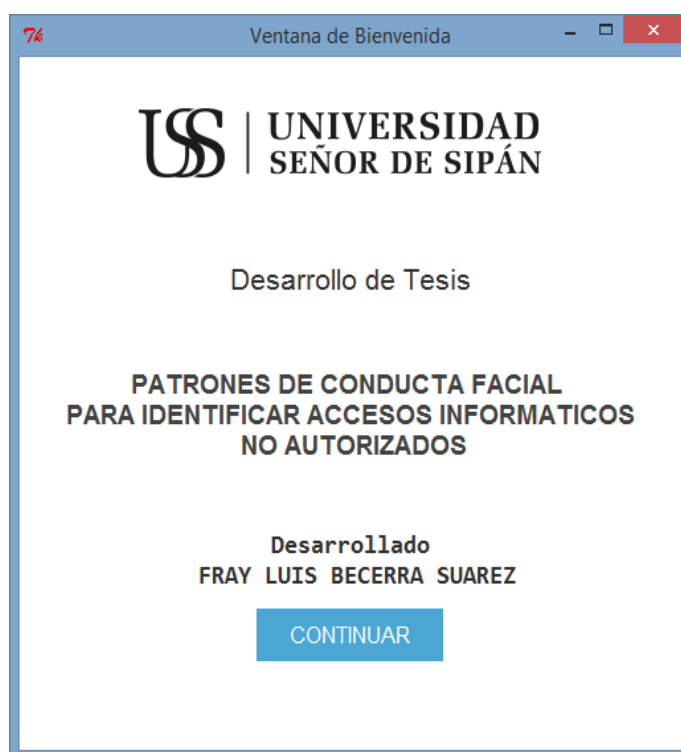 Ventana de Bienvenida
USS UNIVERSIDAD
SEÑOR DE SIPÁN
Desarrollo de Tesis
PATRONES DE CONDUCTA FACIAL
PARA IDENTIFICAR ACCESOS INFORMATICOS
NO AUTORIZADOS
Desarrollado
FRAY LUIS BECERRA SUAREZ
CONTINUAR